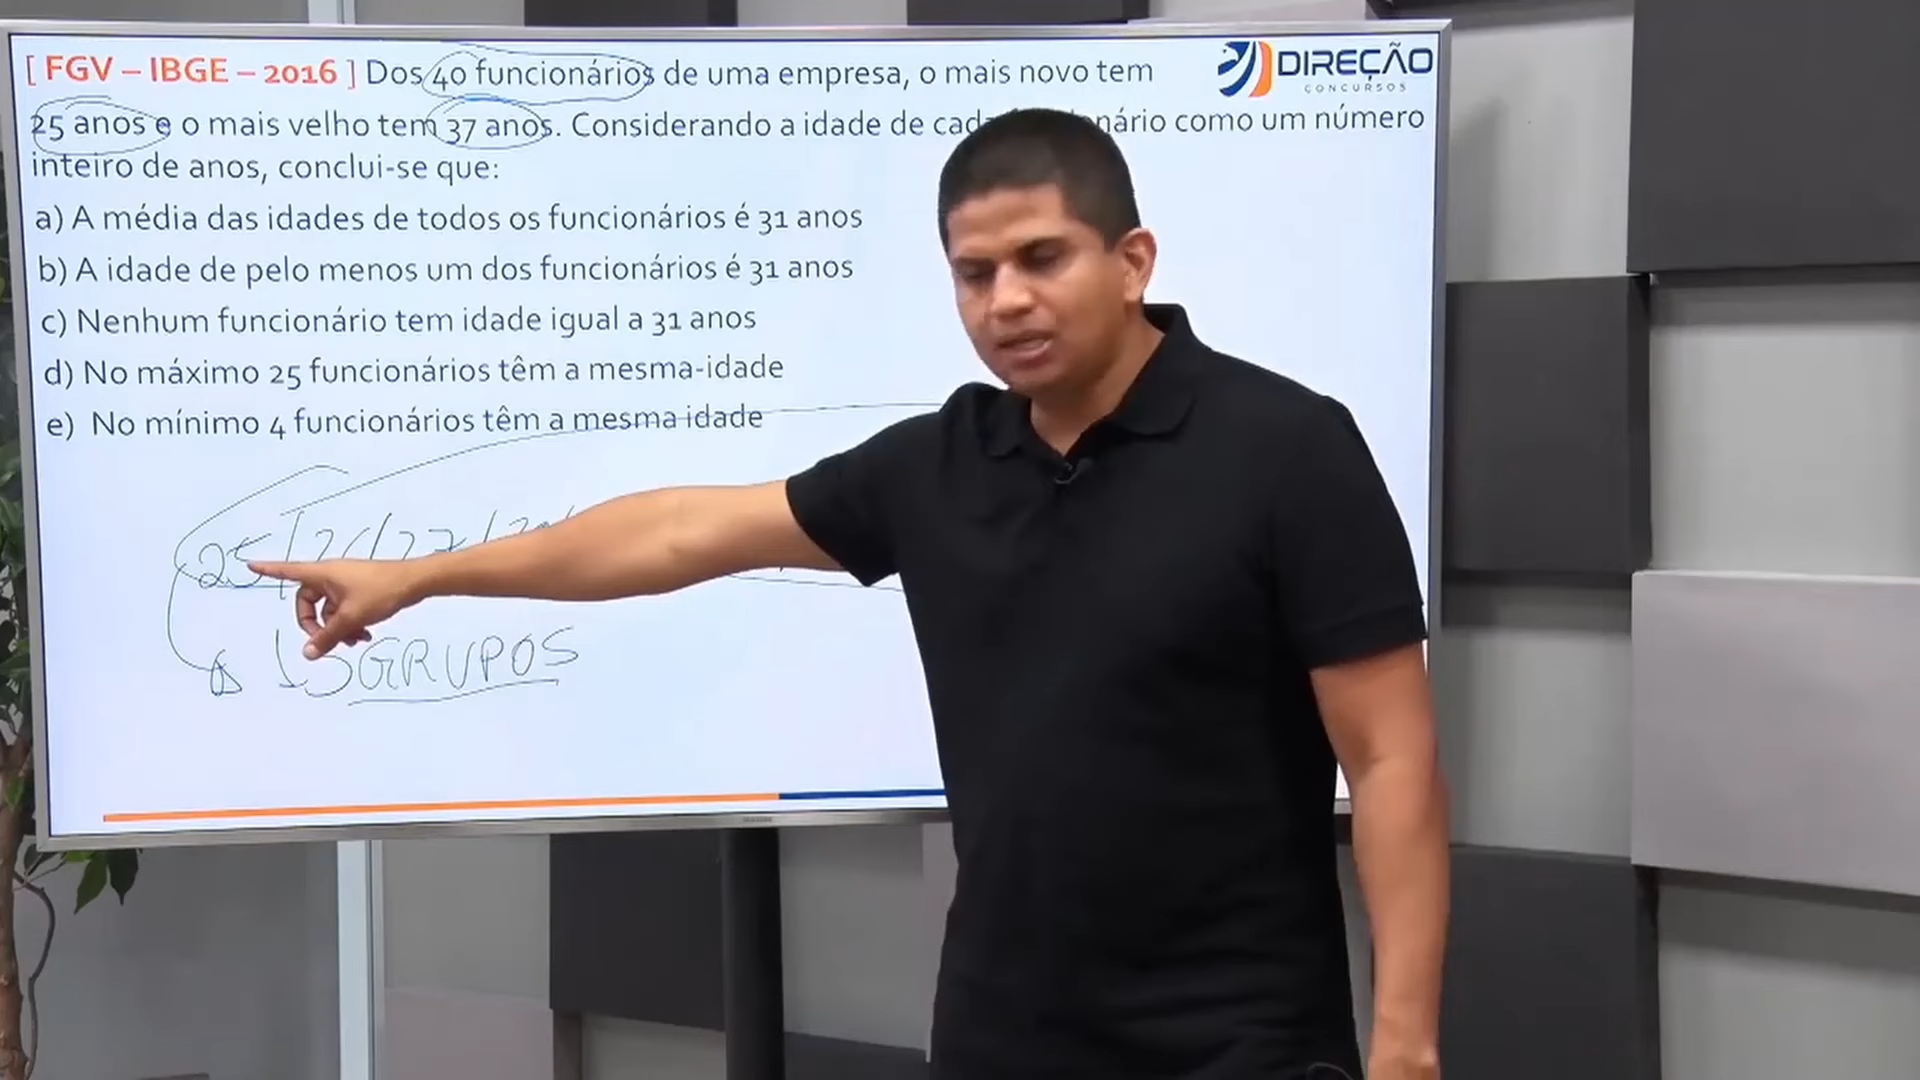 [ FGV – IBGE – 2016 ] Dos 40 funcionários de uma empresa, o mais novo tem
DIREÇÃO
CONCURSOS
25 anos e o mais velho tem 37 anos. Considerando a idade de cada como um número
inteiro de anos, conclui-se que:
a) A média das idades de todos os funcionários é 31 anos
b) A idade de pelo menos um dos funcionários é 31 anos
c) Nenhum funcionário tem idade igual a 31 anos
d) No máximo 25 funcionários têm a mesma idade
e) No mínimo 4 funcionários têm a mesma idade
25/26/27/
13 GRUPOS